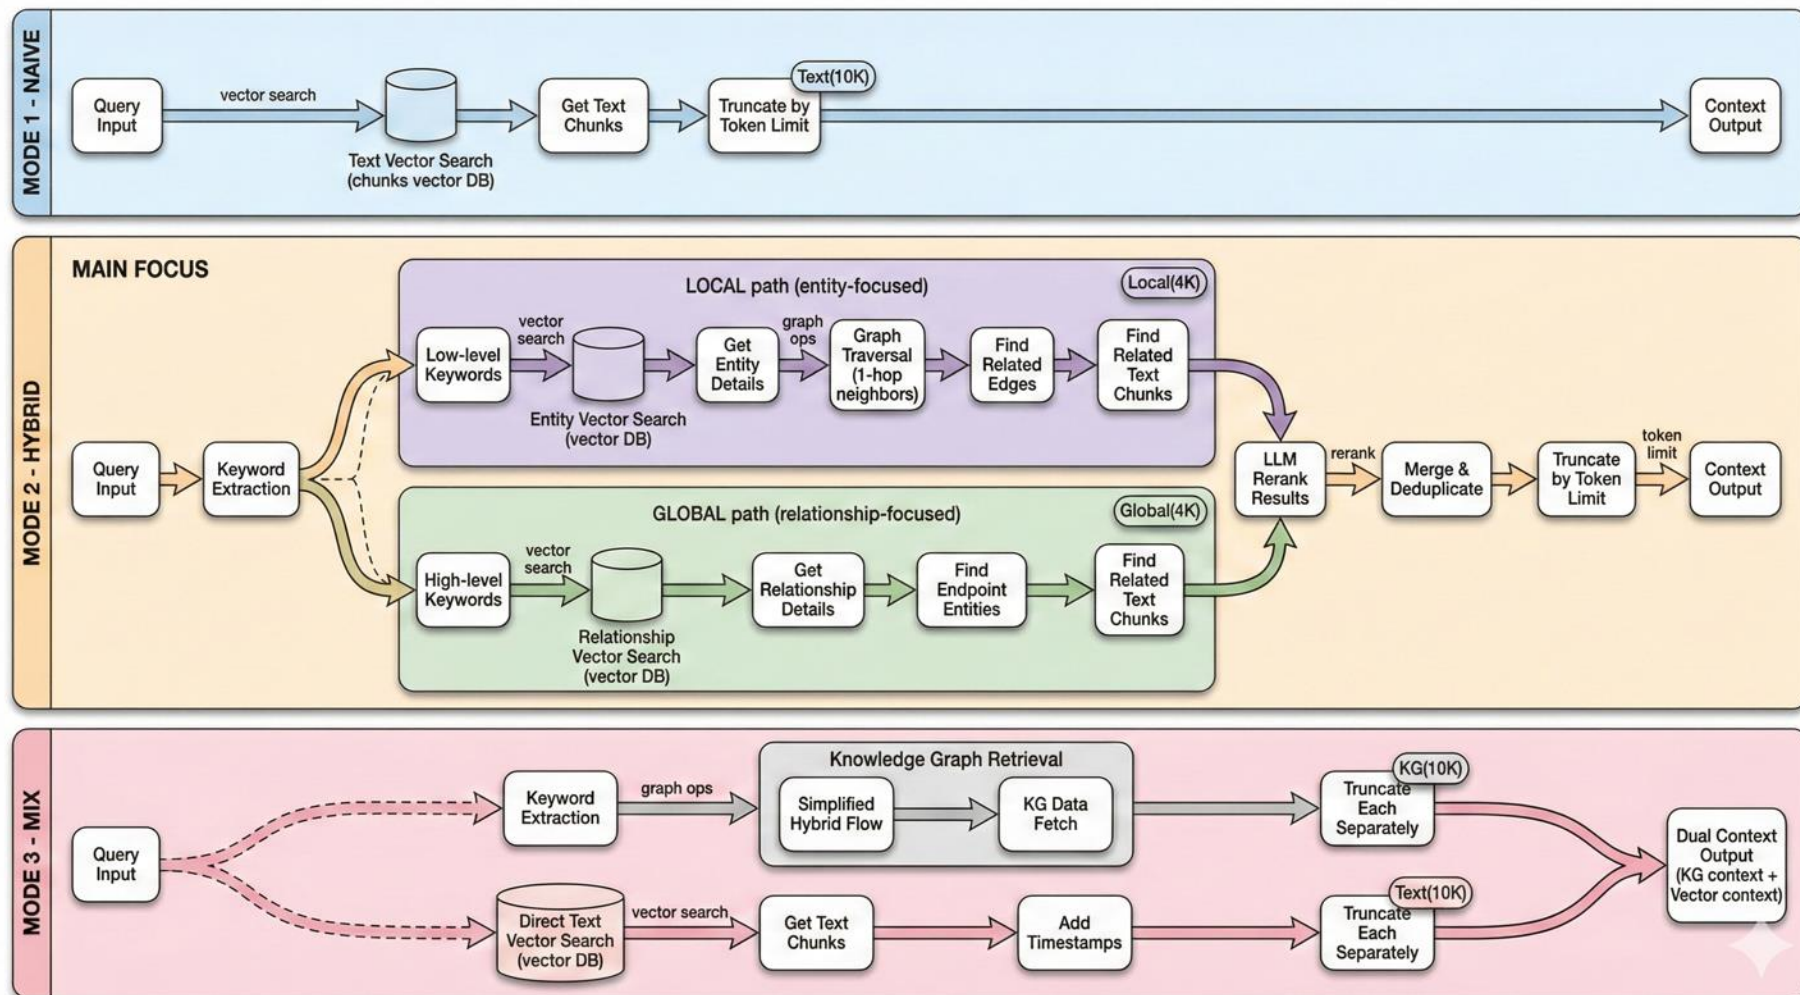 MODE 1 - NAIVE
Query
Input
vector search
Text Vector Search
(chunks vector DB)
Get Text
Chunks
Text(10K)
Truncate by
Token Limit
Context
Output
MODE 2 - HYBRID
MAIN FOCUS
Query
Input
Keyword
Extraction
LOCAL path (entity-focused)
Local(4K)
Low-level
Keywords
vector
search
Entity Vector Search
(vector DB)
Get
Entity
Details
graph
ops
Graph
Traversal
(1-hop
neighbors)
Find
Related
Edges
Find
Related
Text
Chunks
GLOBAL path (relationship-focused)
Global(4K)
High-level
Keywords
vector
search
Relationship
Vector Search
(vector DB)
Get
Relationship
Details
Find
Endpoint
Entities
Find
Related
Text
Chunks
LLM
Rerank
Results
rerank
Merge &
Deduplicate
Truncate
by Token
Limit
token
limit
Context
Output
MODE 3 - MIX
Query
Input
Keyword
Extraction
graph ops
Knowledge Graph Retrieval
Simplified
Hybrid Flow
KG Data
Fetch
KG(10K)
Truncate
Each
Separately
Direct Text
Vector Search
(vector DB)
vector search
Get Text
Chunks
Add
Timestamps
Text(10K)
Truncate
Each
Separately
Dual Context
Output
(KG context +
Vector context)